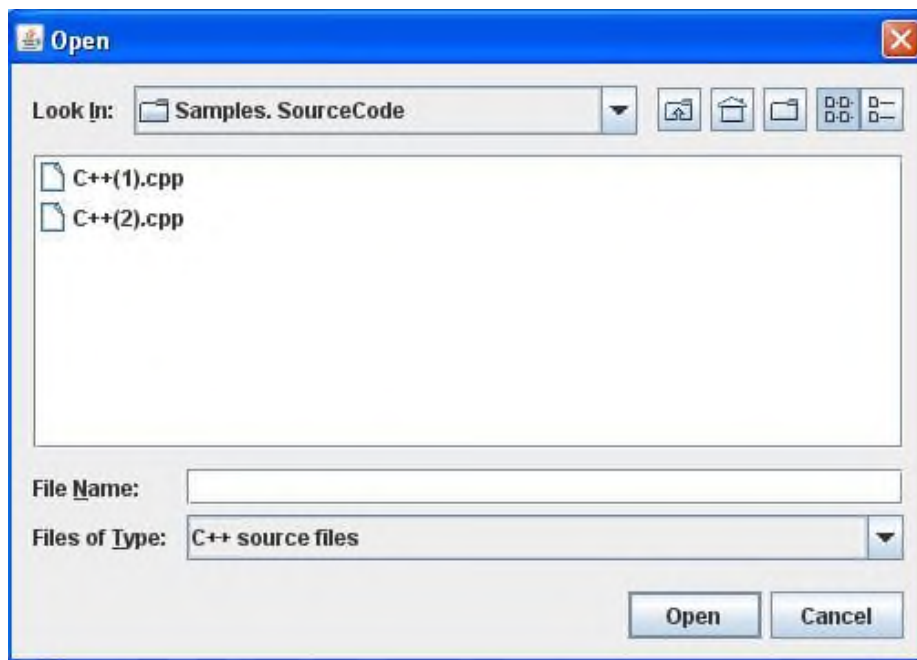 Open
Look In: Samples. SourceCode
C++(1).cpp
C++(2).cpp
File Name:
Files of Type: C++ source files
Open Cancel